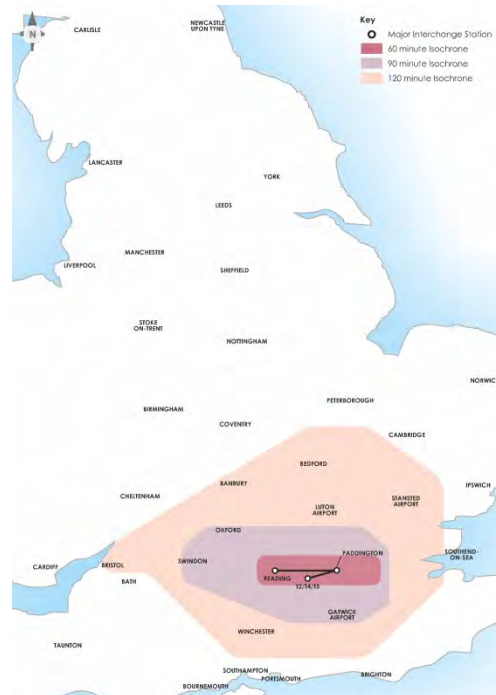 N
CARLISLE
NEWCASTLE
UPON TYNE
Key
Major Interchange Station
60 minute Isochrone
90 minute Isochrone
120 minute Isochrone
LANCASTER
YORK
LEEDS
MANCHESTER
LIVERPOOL
SHEFFIELD
STOKE
ON-TRENT
NOTTINGHAM
NORWIC
PETERBOROUGH
BIRMINGHAM
COVENTRY
CAMBRIDGE
BEDFORD
BANBURY
IPSWICH
CHELTENHAM
STANSTED
AIRPORT
LUTON
AIRPORT
OXFORD
PADDINGTON
SOUTHEND
-ON-SEA
SWINDON
CARDIFF
BRISTOL
READING
BATH
12/14/15
GATWICK
AIRPORT
WINCHESTER
TAUNTON
SOUTHAMPTON
PORTSMOUTH
BRIGHTON
BOURNEMOUTH